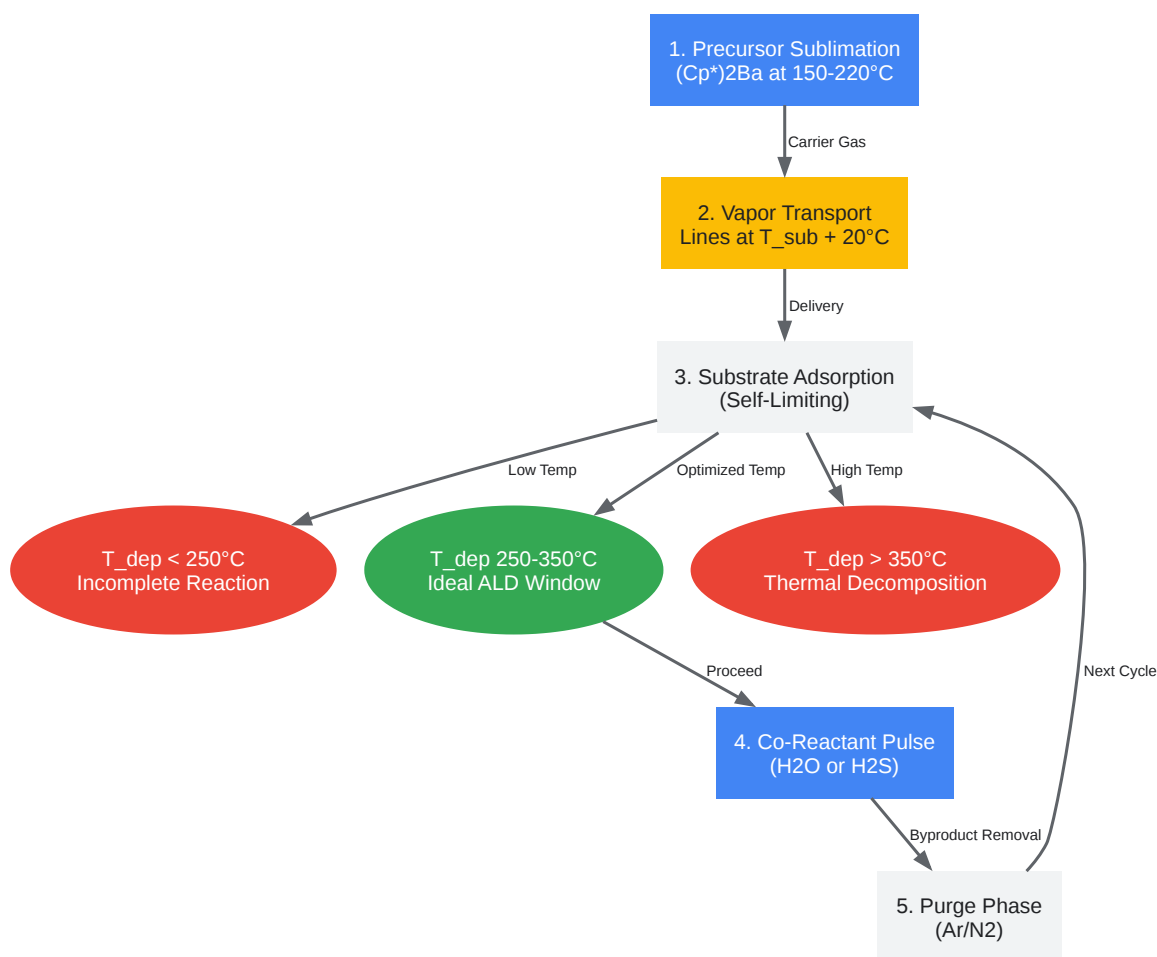 1. Precursor Sublimation
(Cp*)2Ba at 150-220°C
Carrier Gas
2. Vapor Transport
Lines at T_sub + 20°C
Delivery
3. Substrate Adsorption
(Self-Limiting)
Low Temp
Optimized Temp
High Temp
T_dep < 250°C
Incomplete Reaction
T_dep 250-350°C
Ideal ALD Window
T_dep > 350°C
Thermal Decomposition
Proceed
Next Cycle
4. Co-Reactant Pulse
(H2O or H2S)
Byproduct Removal
5. Purge Phase
(Ar/N2)